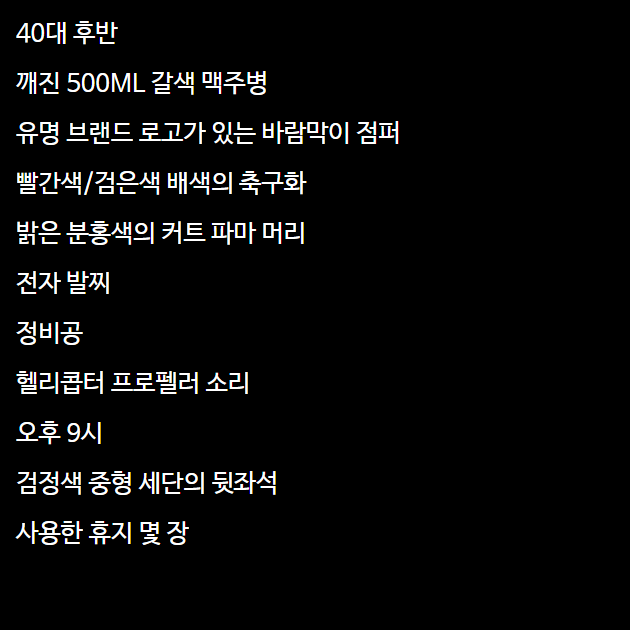 40대 후반
깨진 500ML 갈색 맥주병
유명 브랜드 로고가 있는 바람막이 점퍼
빨간색/검은색 배색의 축구화
밝은 분홍색의 커트 파마 머리
전자 발찌
정비공
헬리콥터 프로펠러 소리
오후 9시
검정색 중형 세단의 뒷좌석
사용한 휴지 몇 장